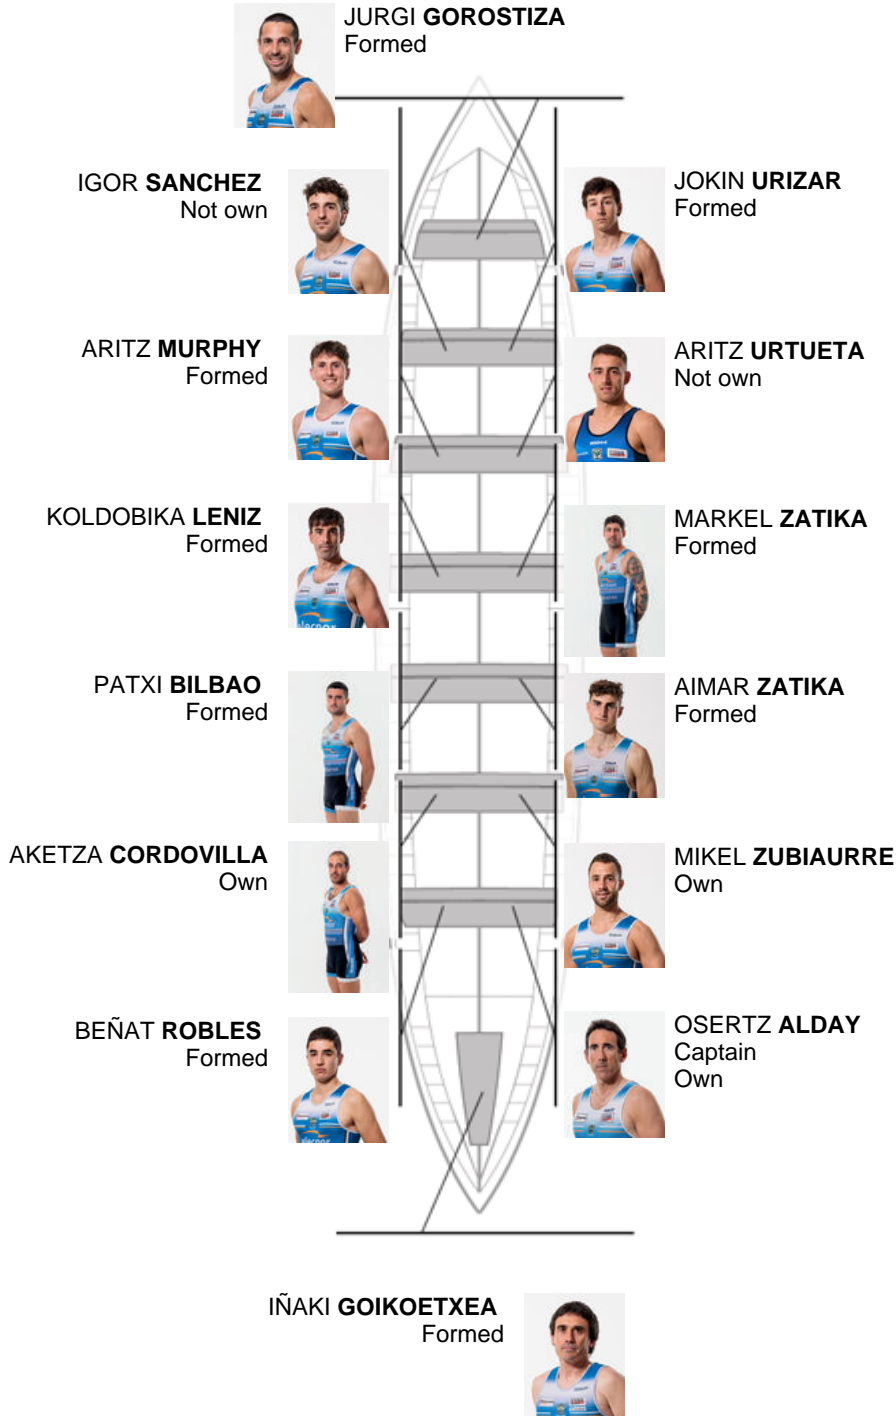 JURGI GOROSTIZA
Formed
IGOR SANCHEZ
Not own
JOKIN URIZAR
Formed
ARITZ MURPHY
Formed
ARITZ URTUETA
Not own
KOLDOBIKA LENIZ
Formed
MARKEL ZATIKA
Formed
PATXI BILBAO
Formed
AIMAR ZATIKA
Formed
AKETZA CORDOVILLA
Own
MIKEL ZUBIAURRE
Own
BEÑAT ROBLES
Formed
OSERTZ ALDAY
Captain
Own
IÑAKI GOIKOETXEA
Formed